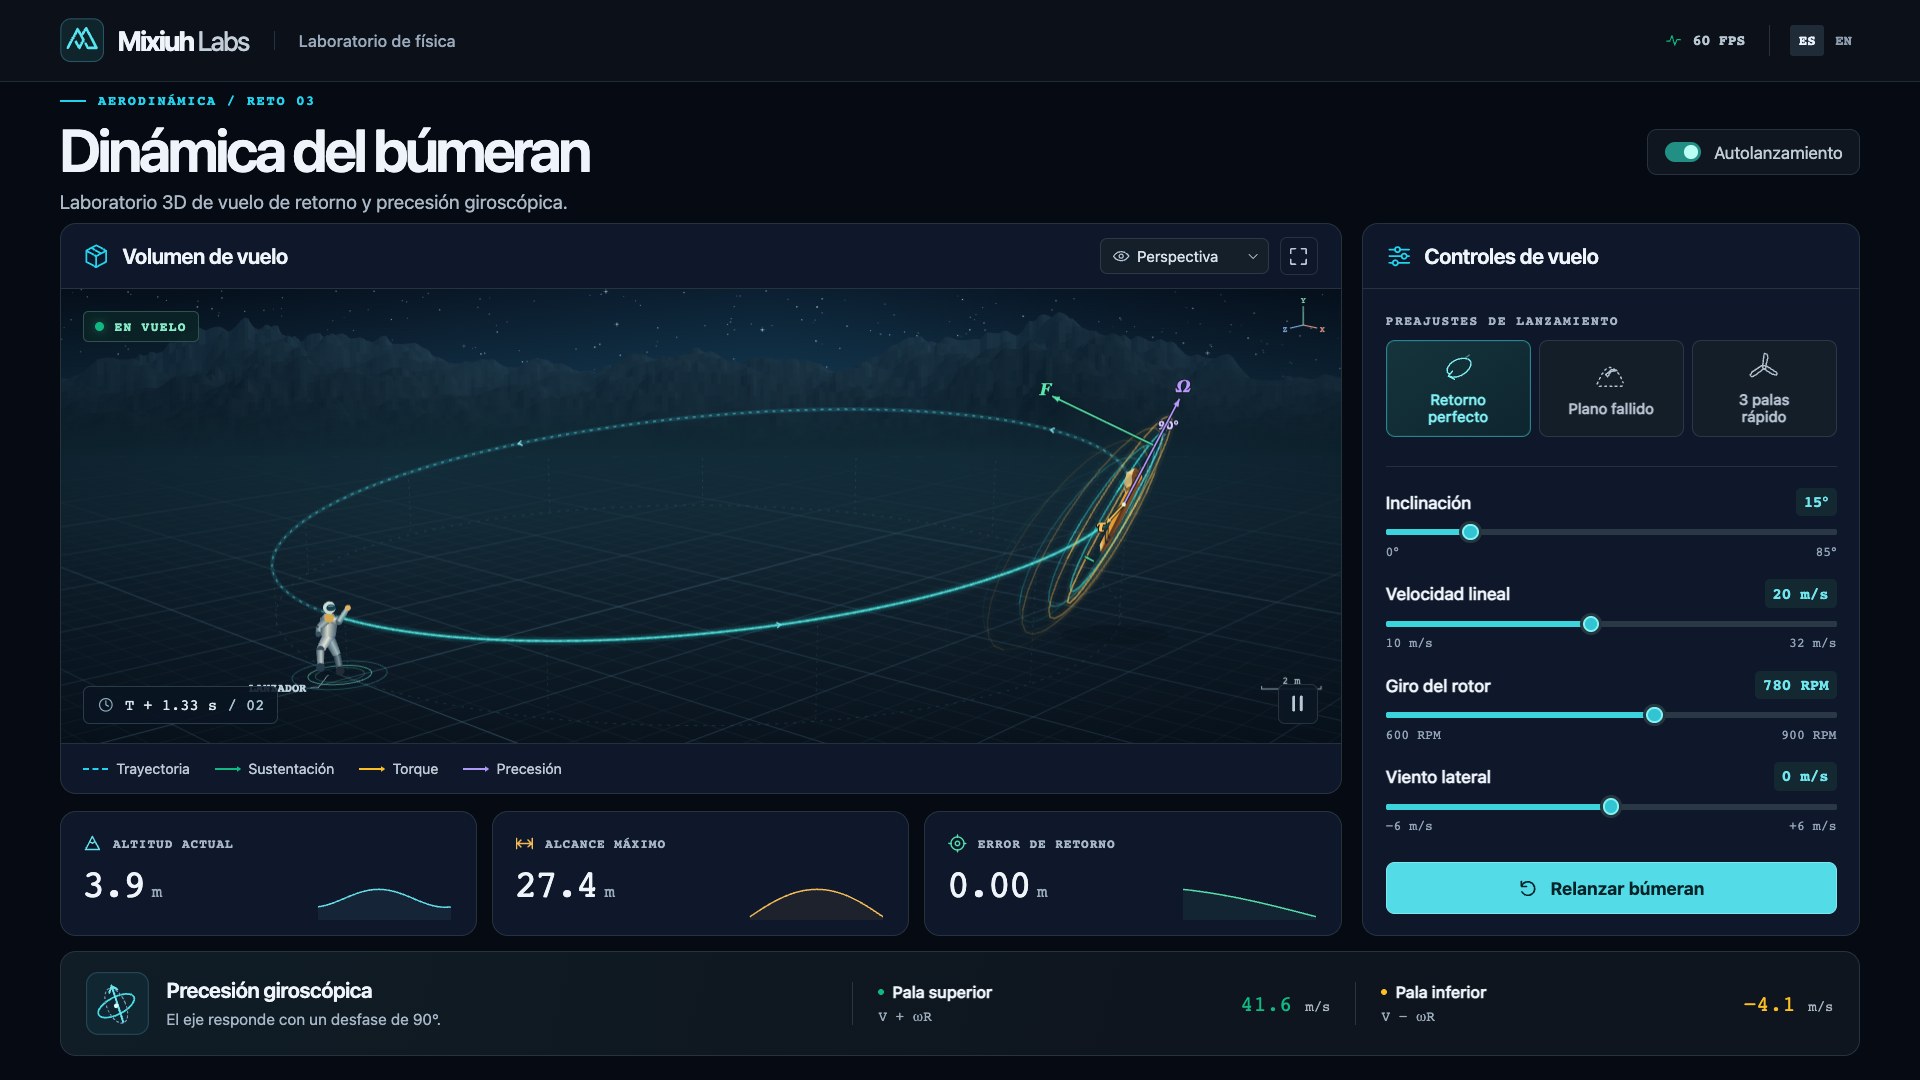 Mixiuh Labs
Laboratorio de física
60 FPS
ES
EN
AERODINÁMICA / RETO 03
Dinámica del búmeran
Autolanzamiento
Laboratorio 3D de vuelo de retorno y precesión giroscópica.
Volumen de vuelo
Perspectiva
Controles de vuelo
EN VUELO
Y
Z
X
F
Ω
90°
τ
2 m
T + 1.33 s / 02
Trayectoria
Sustentación
Torque
Precesión
PREAJUSTES DE LANZAMIENTO
Retorno
perfecto
Plano fallido
3 palas
rápido
Inclinación
15°
0°
85°
Velocidad lineal
20 m/s
10 m/s
32 m/s
Giro del rotor
780 RPM
600 RPM
900 RPM
Viento lateral
0 m/s
−6 m/s
+6 m/s
Relanzar búmeran
ALTITUD ACTUAL
3.9 m
ALCANCE MÁXIMO
27.4 m
ERROR DE RETORNO
0.00 m
Precesión giroscópica
El eje responde con un desfase de 90°.
Pala superior
V + ωR
41.6 m/s
Pala inferior
V − ωR
−4.1 m/s